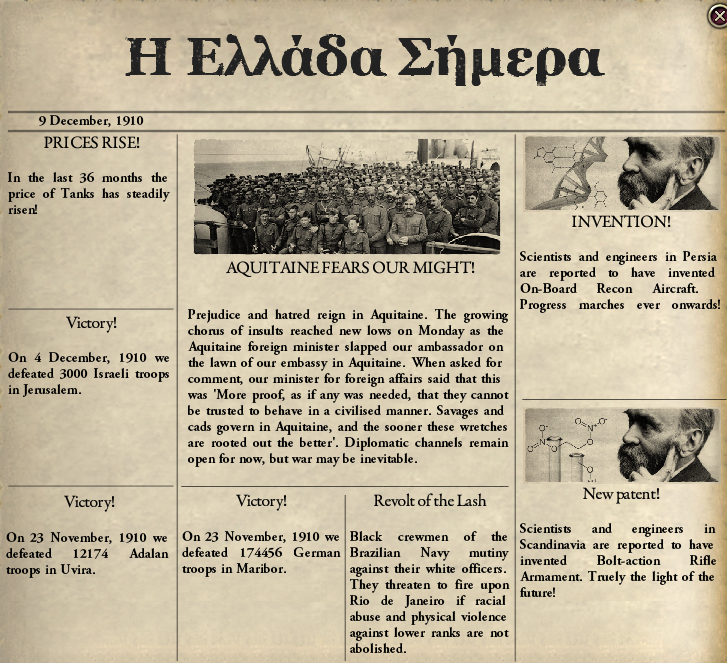 Η Ελλάδα Σήμερα
9 December, 1910
PRICES RISE!
In the last 36 months the
price of Tanks has steadily
risen!
Victory!
On 4 December, 1910 we
defeated 3000 Israeli troops
in Jerusalem.
Victory!
On 23 November, 1910 we
defeated 12174 Adalan
troops in Uvira.
AQUITAINE FEARS OUR MIGHT!
Prejudice and hatred reign in Aquitaine. The growing
chorus of insults reached new lows on Monday as the
Aquitaine foreign minister slapped our ambassador on
the lawn of our embassy in Aquitaine. When asked for
comment, our minister for foreign affairs said that this
was 'More proof, as if any was needed, that they cannot
be trusted to behave in a civilised manner. Savages and
cads govern in Aquitaine, and the sooner these wretches
are rooted out the better'. Diplomatic channels remain
open for now, but war may be inevitable.
Victory!
On 23 November, 1910 we
defeated 174456 German
troops in Maribor.
Revolt of the Lash
Black crewmen of the
Brazilian Navy mutiny
against their white officers.
They threaten to fire upon
Rio de Janeiro if racial
abuse and physical violence
against lower ranks are not
abolished.
INVENTION!
Scientists and engineers in Persia
are reported to have invented
On-Board Recon Aircraft.
Progress marches ever onwards!
New patent!
Scientists and engineers in
Scandinavia are reported to have
invented Bolt-action Rifle
Armament. Truely the light of the
future!